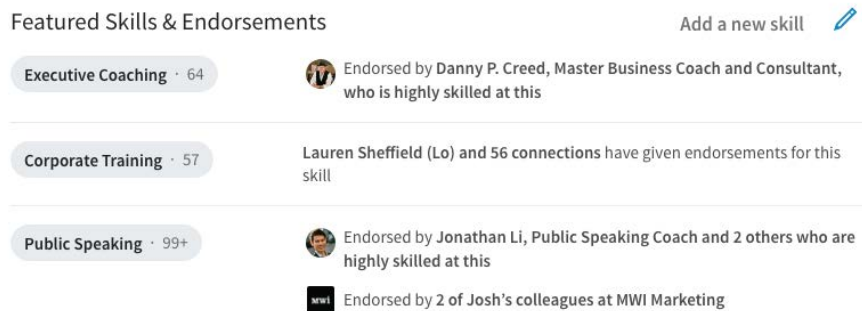 Featured Skills & Endorsements
Add a new skill
Executive Coaching · 64
Endorsed by Danny P. Creed, Master Business Coach and Consultant,
who is highly skilled at this
Corporate Training · 57
Lauren Sheffield (Lo) and 56 connections have given endorsements for this
skill
Public Speaking · 99+
Endorsed by Jonathan Li, Public Speaking Coach and 2 others who are
highly skilled at this
MWI
Endorsed by 2 of Josh’s colleagues at MWI Marketing